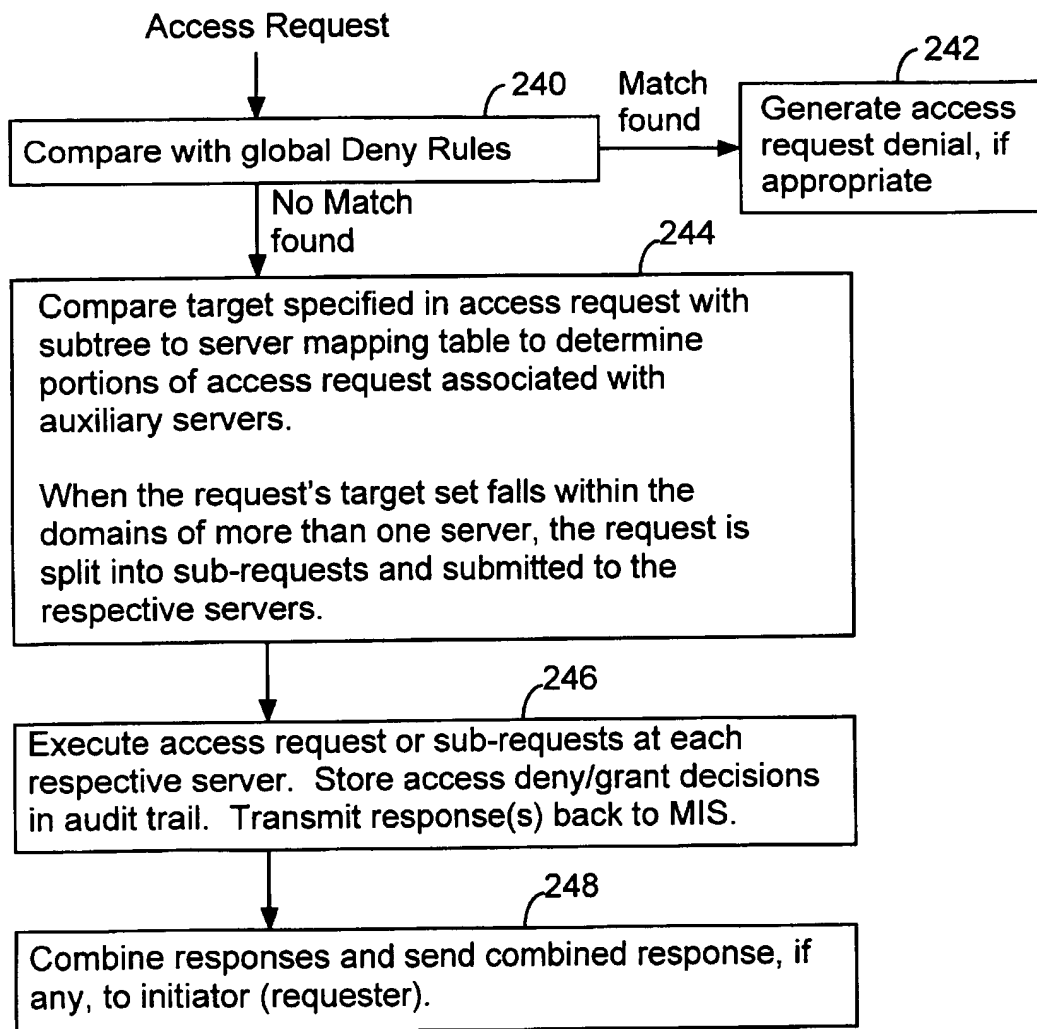 Access Request
240
Compare with global Deny Rules
Match
found
242
Generate access
request denial, if
appropriate
No Match
found
244
Compare target specified in access request with
subtree to server mapping table to determine
portions of access request associated with
auxiliary servers.
When the request's target set falls within the
domains of more than one server, the request is
split into sub-requests and submitted to the
respective servers.
246
Execute access request or sub-requests at each
respective server. Store access deny/grant decisions
in audit trail. Transmit response(s) back to MIS.
248
Combine responses and send combined response, if
any, to initiator (requester).